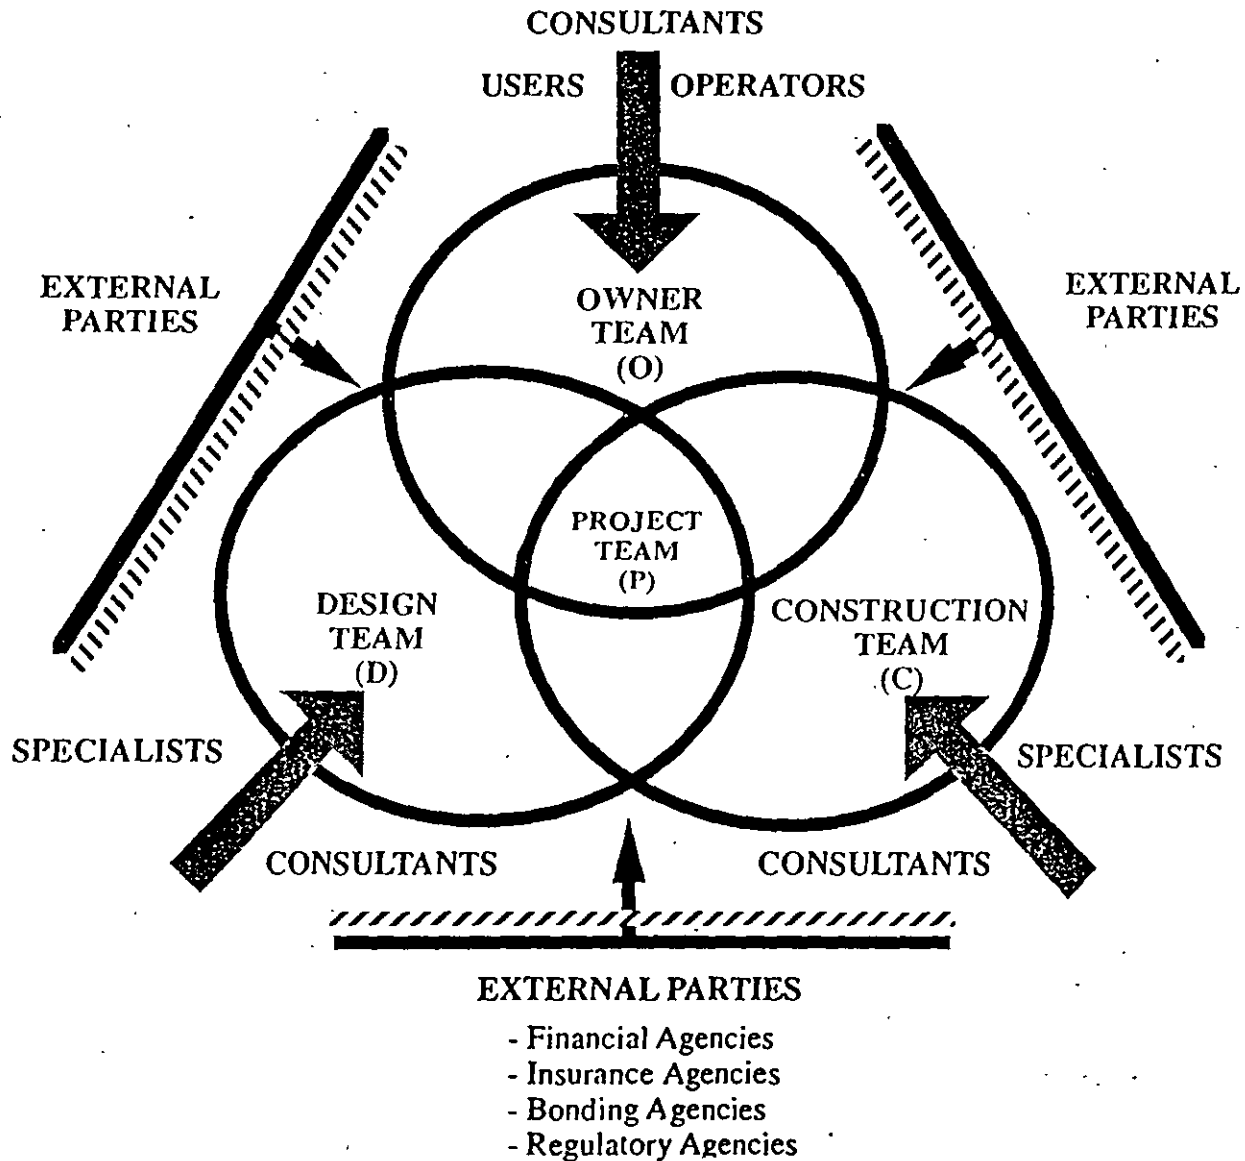 CONSULTANTS
USERS OPERATORS
EXTERNAL
PARTIES
EXTERNAL
PARTIES
OWNER
TEAM
(O)
PROJECT
TEAM
(P)
DESIGN
TEAM
(D)
CONSTRUCTION
TEAM
(C)
SPECIALISTS
SPECIALISTS
CONSULTANTS
CONSULTANTS
EXTERNAL PARTIES
- Financial Agencies
- Insurance Agencies
- Bonding Agencies
- Regulatory Agencies